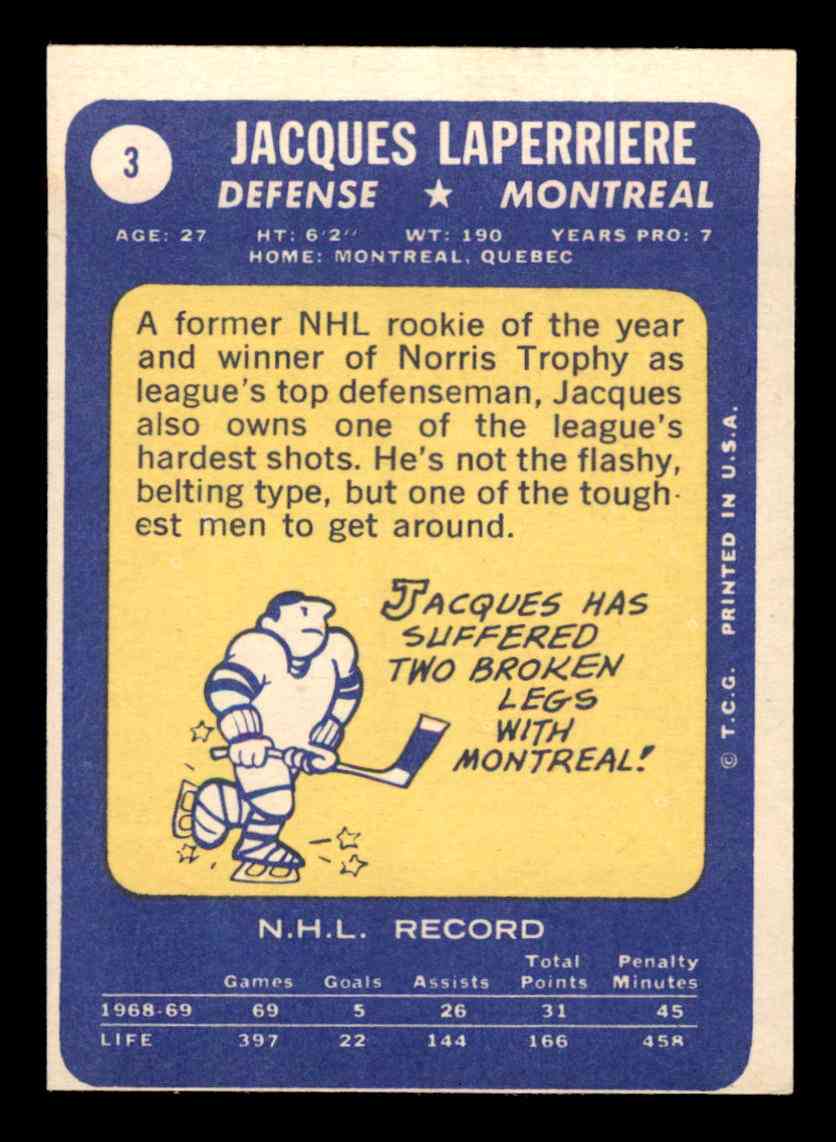 3
JACQUES LAPERRIERE
DEFENSE ★ MONTREAL
AGE: 27 HT: 6'2" WT: 190 YEARS PRO: 7
HOME: MONTREAL, QUEBEC
A former NHL rookie of the year
and winner of Norris Trophy as
league's top defenseman, Jacques
also owns one of the league's
hardest shots. He's not the flashy,
belting type, but one of the tough-
est men to get around.
JACQUES HAS
SUFFERED
TWO BROKEN
LEGS
WITH
MONTREAL!
© T.C.G. PRINTED IN U.S.A.
N.H.L. RECORD
Games Goals Assists Total Points Penalty Minutes
1968-69 69 5 26 31 45
LIFE 397 22 144 166 458